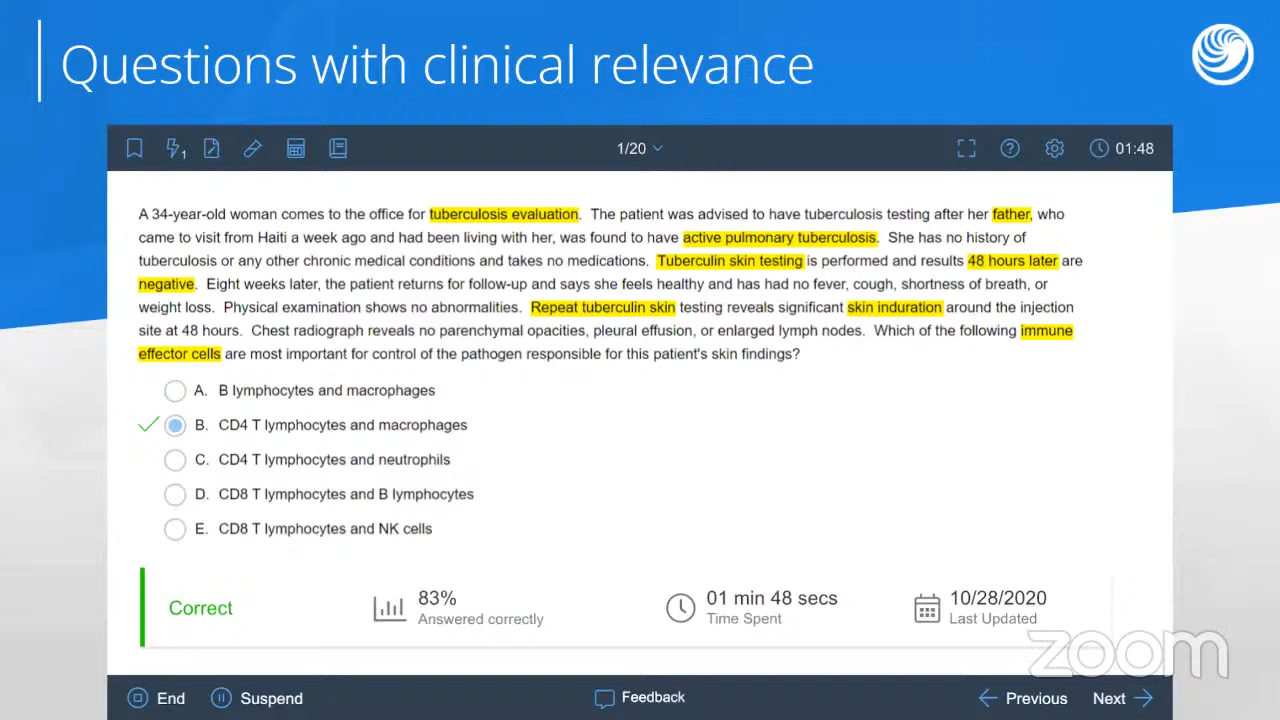 Questions with clinical relevance
1
1/20
01:48
A 34-year-old woman comes to the office for tuberculosis evaluation. The patient was advised to have tuberculosis testing after her father, who
came to visit from Haiti a week ago and had been living with her, was found to have active pulmonary tuberculosis. She has no history of
tuberculosis or any other chronic medical conditions and takes no medications. Tuberculin skin testing is performed and results 48 hours later are
negative. Eight weeks later, the patient returns for follow-up and says she feels healthy and has had no fever, cough, shortness of breath, or
weight loss. Physical examination shows no abnormalities. Repeat tuberculin skin testing reveals significant skin induration around the injection
site at 48 hours. Chest radiograph reveals no parenchymal opacities, pleural effusion, or enlarged lymph nodes. Which of the following immune
effector cells are most important for control of the pathogen responsible for this patient's skin findings?
A. B lymphocytes and macrophages
B. CD4 T lymphocytes and macrophages
C. CD4 T lymphocytes and neutrophils
D. CD8 T lymphocytes and B lymphocytes
E. CD8 T lymphocytes and NK cells
Correct
83%
Answered correctly
01 min 48 secs
Time Spent
10/28/2020
Last Updated
zoom
End
Suspend
Feedback
Previous
Next